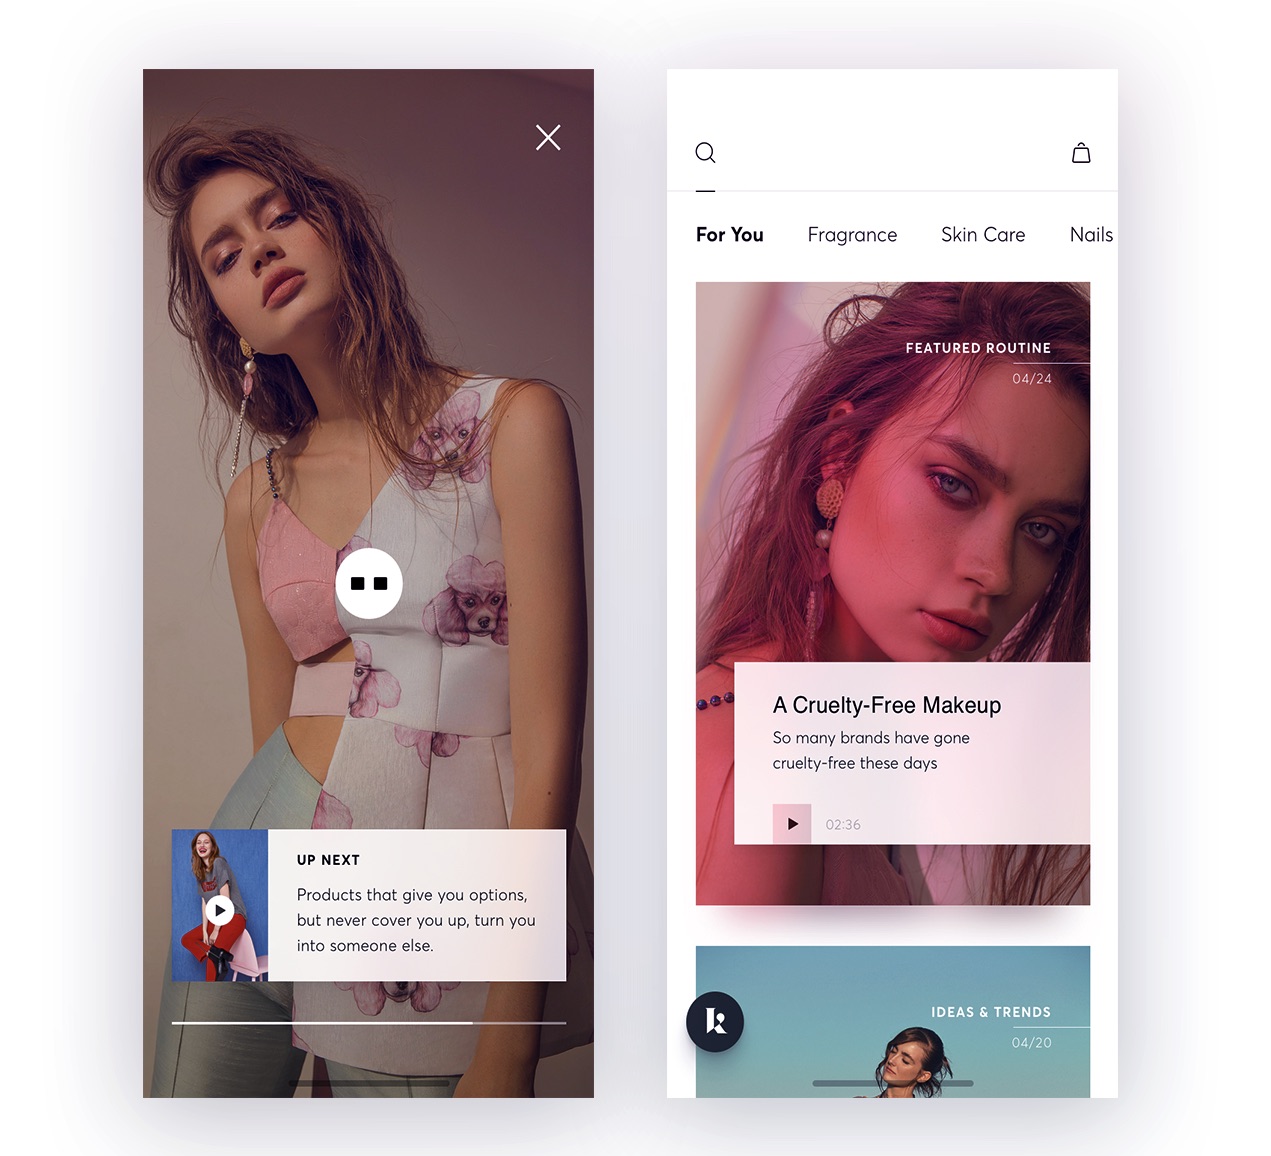 UP NEXT
Products that give you options,
but never cover you up, turn you
into someone else.
For You Fragrance Skin Care Nails
FEATURED ROUTINE
04/24
A Cruelty-Free Makeup
So many brands have gone
cruelty-free these days
02:36
IDEAS & TRENDS
04/20
k